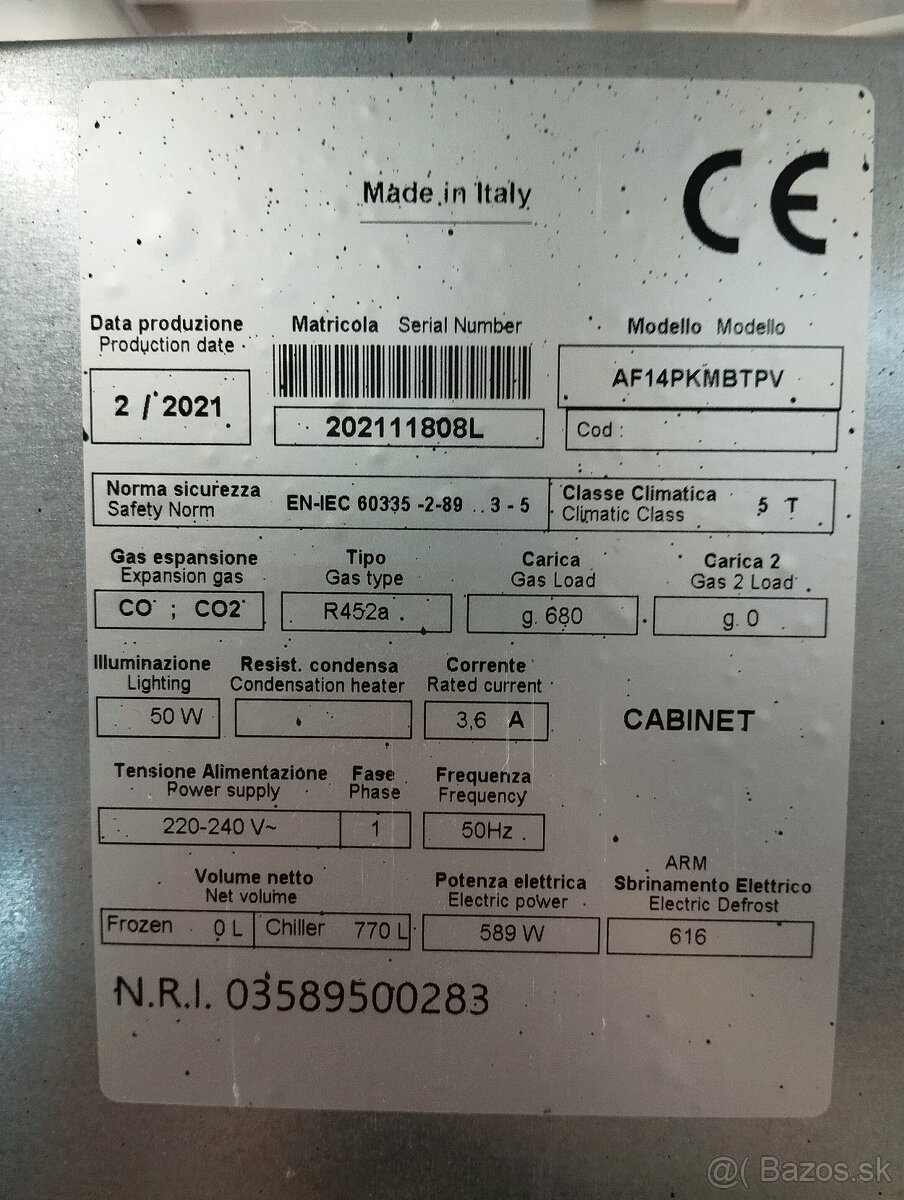 Made in Italy
CE
Data produzione
Production date
2 / 2021
Matricola Serial Number
202111808L
Modello Modello
AF14PKMBTPV
Cod :
Norma sicurezza
Safety Norm
EN-IEC 60335 -2-89 .. 3 - 5
Classe Climatica
Climatic Class
5 T
Gas espansione
Expansion gas
CO ; CO2
Tipo
Gas type
R452a
Carica
Gas Load
g. 680
Carica 2
Gas 2 Load
g. 0
Illuminazione
Lighting
50 W
Resist. condensa
Condensation heater
Corrente
Rated current
3,6 A
CABINET
Tensione Alimentazione
Power supply
220-240 V~
Fase
Phase
1
Frequenza
Frequency
50Hz
Volume netto
Net volume
Frozen 0 L
Chiller 770 L
Potenza elettrica
Electric power
589 W
ARM
Sbrinamento Elettrico
Electric Defrost
616
N.R.I. 03589500283
@( Bazos.sk